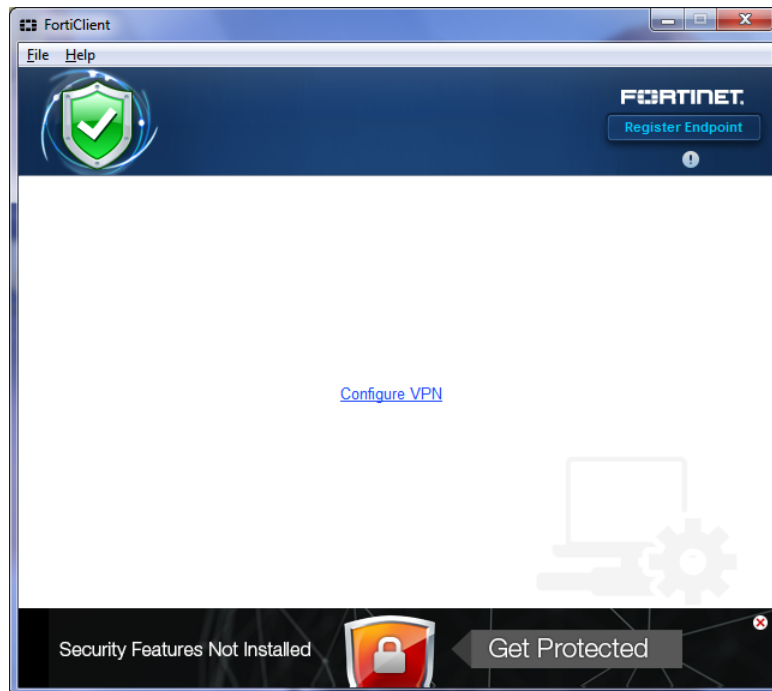 FortiClient
File Help
FORTINET.
Register Endpoint
Configure VPN
Security Features Not Installed
Get Protected